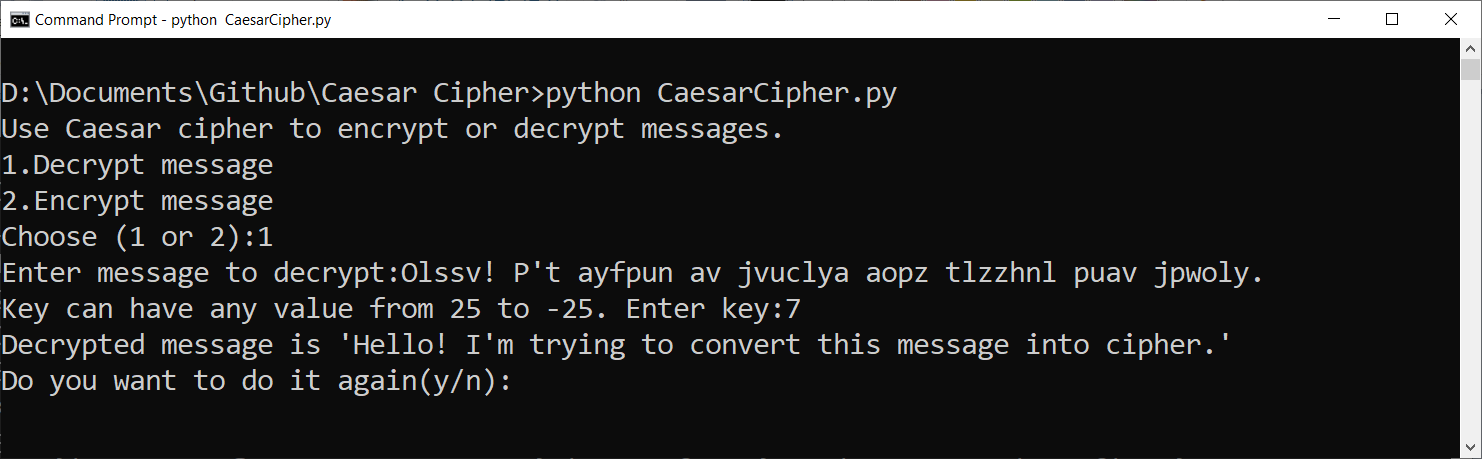 Command Prompt - python  CaesarCipher.py
D:\Documents\Github\Caesar Cipher>python CaesarCipher.py
Use Caesar cipher to encrypt or decrypt messages.
1.Decrypt message
2.Encrypt message
Choose (1 or 2):1
Enter message to decrypt:Olssv! P't ayfpun av jvuclya aopz tlzzhnl puav jpwoly.
Key can have any value from 25 to -25. Enter key:7
Decrypted message is 'Hello! I'm trying to convert this message into cipher.'
Do you want to do it again(y/n):